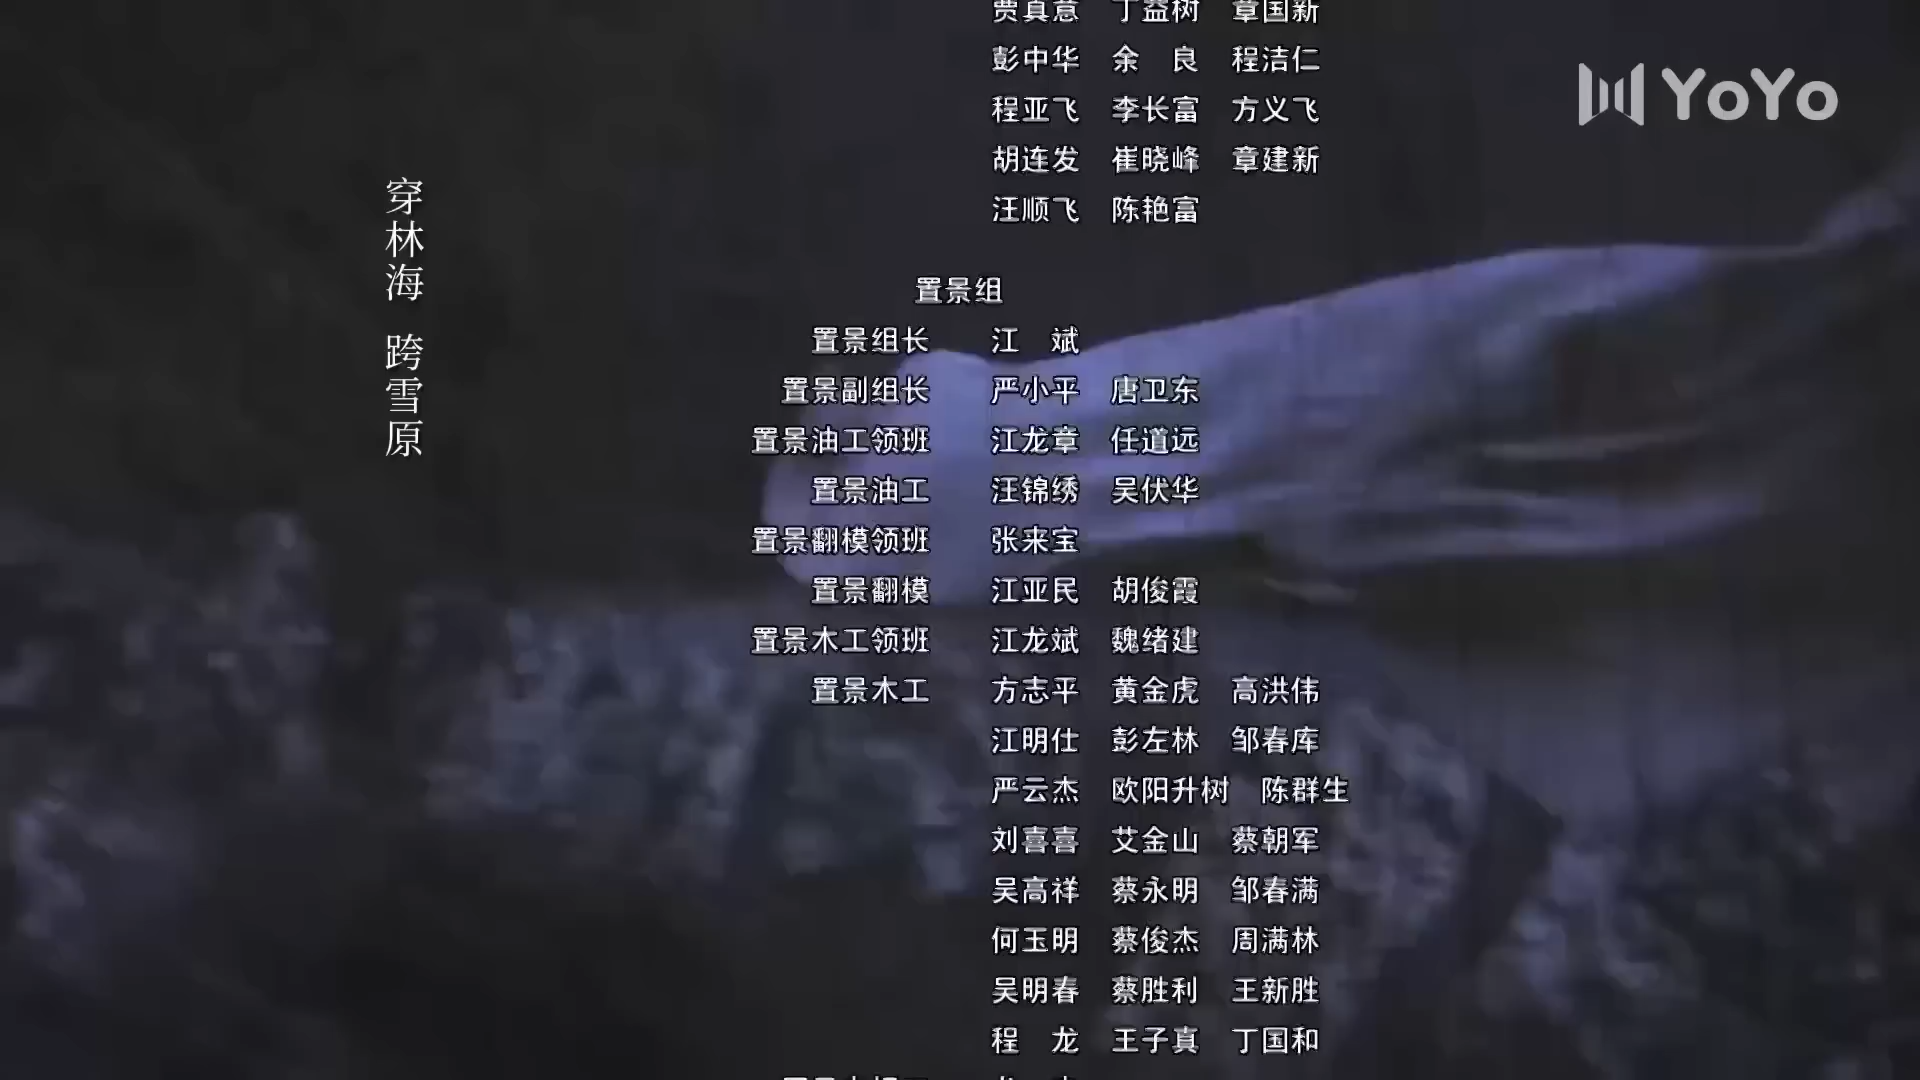 贾真意 丁益树 章国新
彭中华 余 良 程洁仁
程亚飞 李长富 方义飞
胡连发 崔晓峰 章建新
汪顺飞 陈艳富
YoYo
穿林海 跨雪原
置景组
置景组长 江 斌
置景副组长 严小平 唐卫东
置景油工领班 江龙章 任道远
置景油工 汪锦绣 吴伏华
置景翻模领班 张来宝
置景翻模 江亚民 胡俊霞
置景木工领班 江龙斌 魏绪建
置景木工 方志平 黄金虎 高洪伟
江明仕 彭左林 邹春库
严云杰 欧阳升树 陈群生
刘喜喜 艾金山 蔡朝军
吴高祥 蔡永明 邹春满
何玉明 蔡俊杰 周满林
吴明春 蔡胜利 王新胜
程 龙 王子真 丁国和